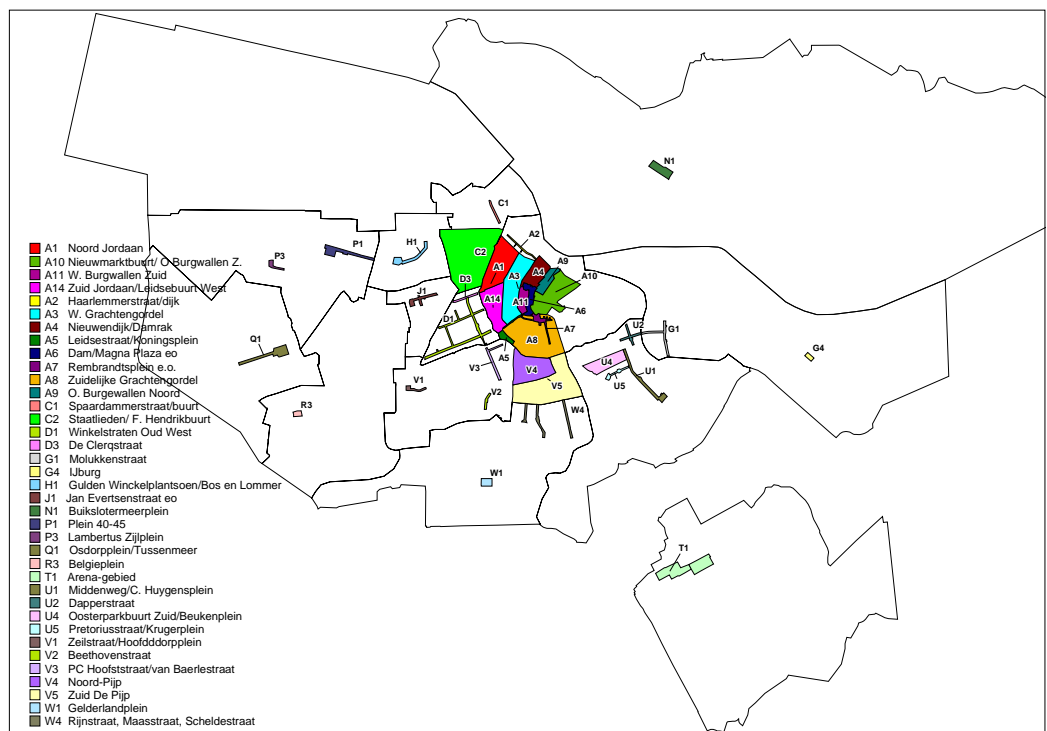 N1
C1
A2
P1
H1
C2
P3
D3
A3
A4
A9
A10
A1
J1
A14
A11
A6
D1
A7
U2
G1
Q1
A8
G4
A5
U4
V3
V4
U5
U1
V1
V5
R3
V2
W4
W1
T1
A1 Noord Jordaan
A10 Nieuwmarktbuurt/ O Burgwallen Z.
A11 W. Burgwallen Zuid
A14 Zuid Jordaan/Leidsebuurt West
A2 Haarlemmerstraat/dijk
A3 W. Grachtengordel
A4 Nieuwendijk/Damrak
A5 Leidsestraat/Koningsplein
A6 Dam/Magna Plaza eo
A7 Rembrandtsplein e.o.
A8 Zuidelijke Grachtengordel
A9 O. Burgewallen Noord
C1 Spaardammerstraat/buurt
C2 Staatlieden/ F. Hendrikbuurt
D1 Winkelstraten Oud West
D3 De Clerqstraat
G1 Molukkenstraat
G4 IJburg
H1 Gulden Winckelplantsoen/Bos en Lommer
J1 Jan Evertsenstraat eo
N1 Buikslotermeerplein
P1 Plein 40-45
P3 Lambertus Zijlplein
Q1 Osdorpplein/Tussenmeer
R3 Belgieplein
T1 Arena-gebied
U1 Middenweg/C. Huygensplein
U2 Dapperstraat
U4 Oosterparkbuurt Zuid/Beukenplein
U5 Pretoriusstraat/Krugerplein
V1 Zeilstraat/Hoofdddorpplein
V2 Beethovenstraat
V3 PC Hooftstraat/van Baerlestraat
V4 Noord-Pijp
V5 Zuid De Pijp
W1 Gelderlandplein
W4 Rijnstraat, Maasstraat, Scheldestraat